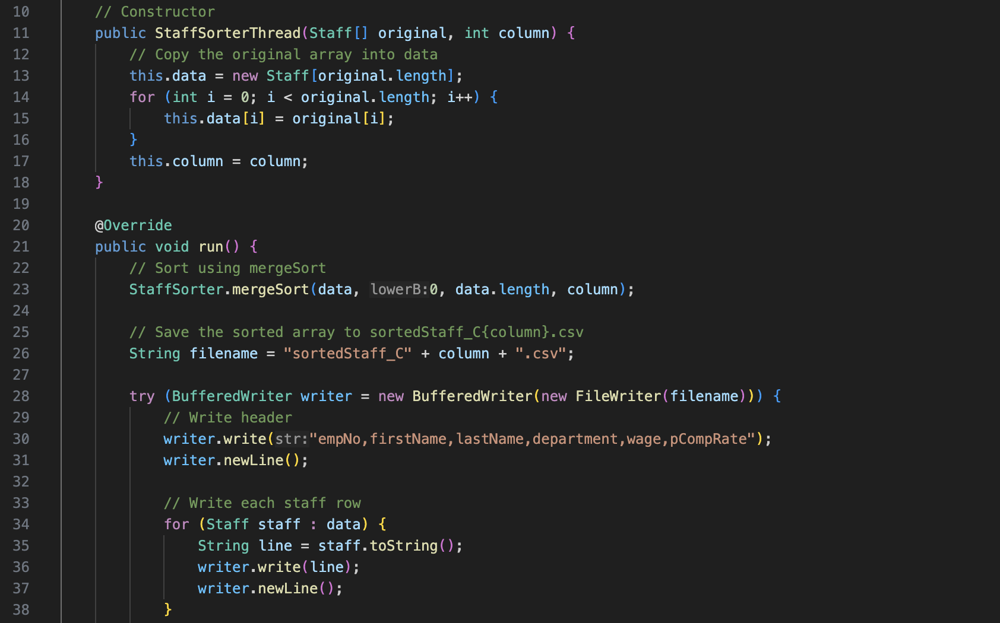 10 // Constructor
11 public StaffSorterThread(Staff[] original, int column) {
12 // Copy the original array into data
13 this.data = new Staff[original.length];
14 for (int i = 0; i < original.length; i++) {
15 this.data[i] = original[i];
16 }
17 this.column = column;
18 }
19
20 @Override
21 public void run() {
22 // Sort using mergeSort
23 StaffSorter.mergeSort(data, lowerB:0, data.length, column);
24
25 // Save the sorted array to sortedStaff_C{column}.csv
26 String filename = "sortedStaff_C" + column + ".csv";
27
28 try (BufferedWriter writer = new BufferedWriter(new FileWriter(filename))) {
29 // Write header
30 writer.write(str:"empNo,firstName,lastName,department,wage,pCompRate");
31 writer.newLine();
32
33 // Write each staff row
34 for (Staff staff : data) {
35 String line = staff.toString();
36 writer.write(line);
37 writer.newLine();
38 }